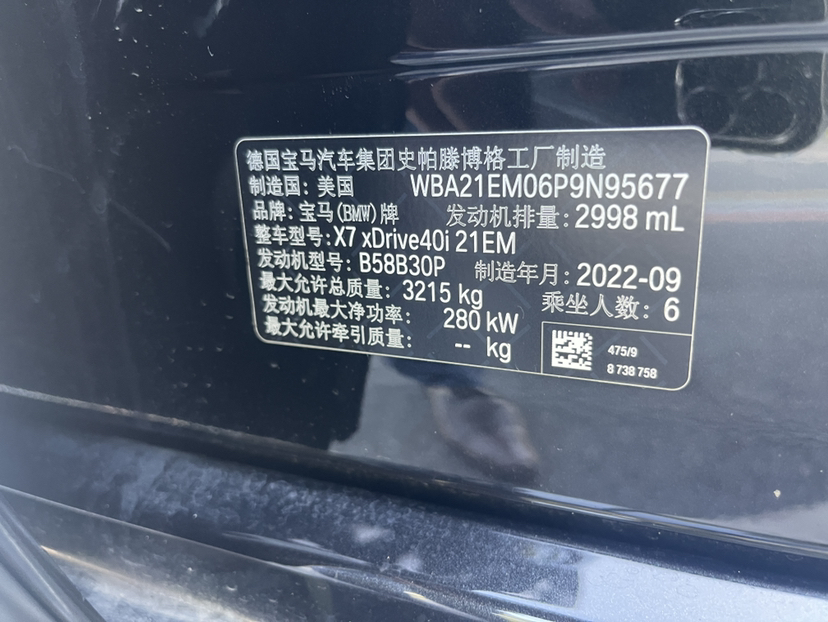 德国宝马汽车集团史帕滕博格工厂制造
制造国：美国 WBA21EM06P9N95677
品牌：宝马(BMW)牌 发动机排量：2998 mL
整车型号：X7 xDrive40i 21EM
发动机型号：B58B30P 制造年月：2022-09
最大允许总质量：3215 kg 乘坐人数：6
发动机最大净功率：280 kW
最大允许牵引质量：-- kg
475/9
8 738 758